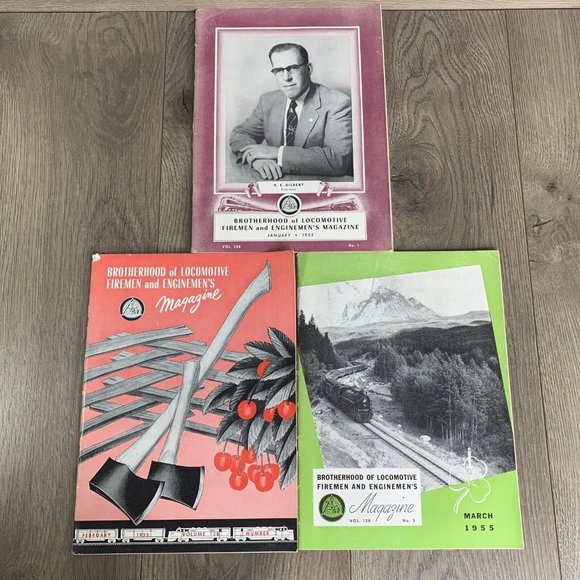 H. E. GILBERT
President
BROTHERHOOD of LOCOMOTIVE
FIREMEN and ENGINEMEN'S MAGAZINE
JANUARY • 1955
VOL. 138 No. 1
BROTHERHOOD of LOCOMOTIVE
FIREMEN and ENGINEMEN'S
Magazine
FEBRUARY 1955 VOLUME 138 NUMBER 2
BROTHERHOOD OF LOCOMOTIVE
FIREMEN AND ENGINEMEN'S
Magazine
VOL. 138 No. 3
MARCH
1955